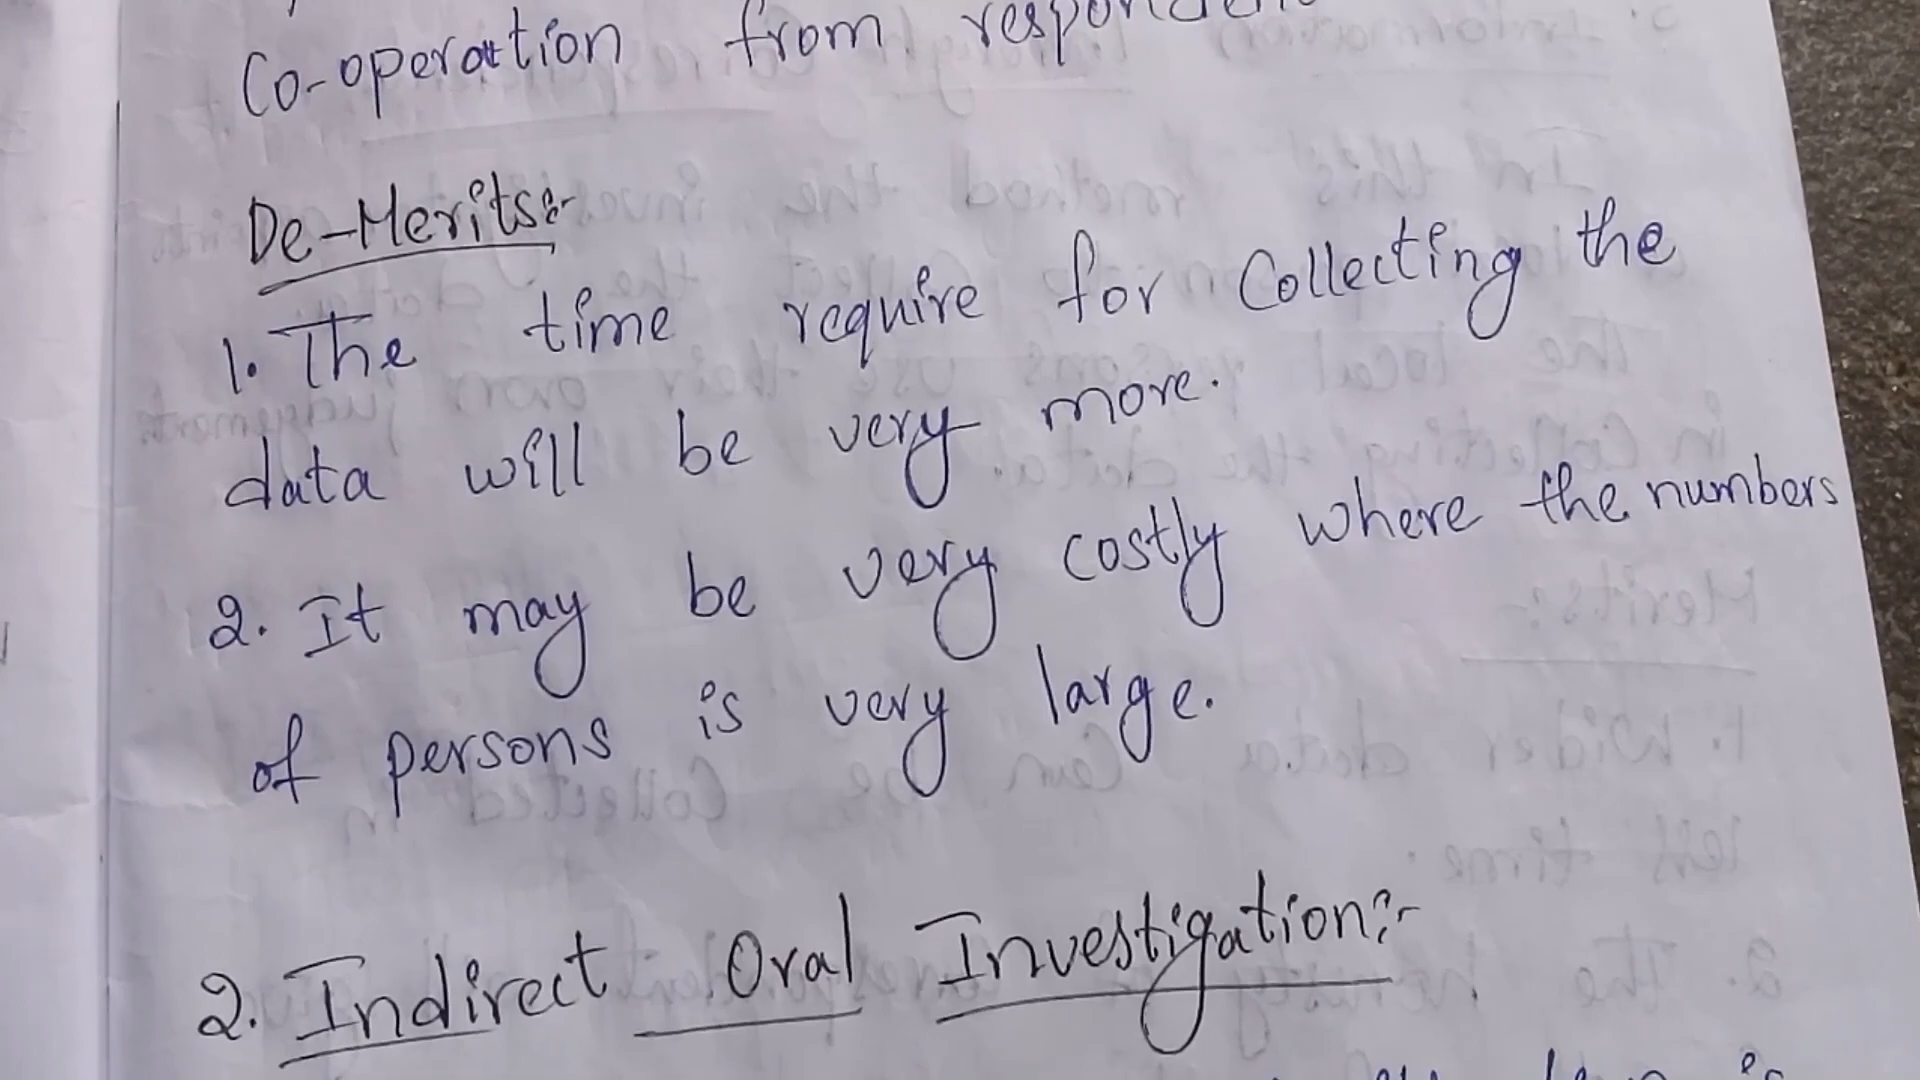 Co-operation from
De-Merits:-
1. The time require for Collecting the
data will be very more.
2. It may be very costly where the numbers
of persons is very large.
2. Indirect Oral Investigation:-